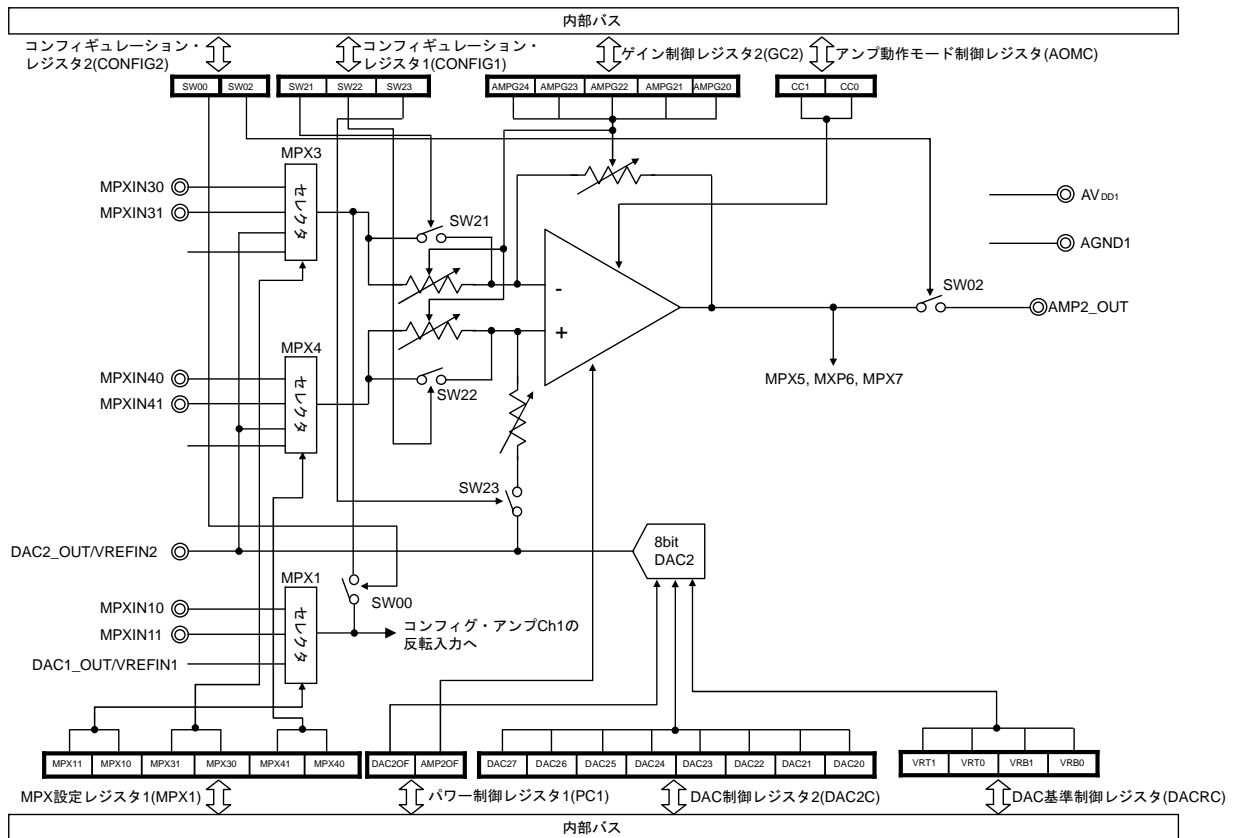 内部バス
コンフィギュレーション・
レジスタ2(CONFIG2)
コンフィギュレーション・
レジスタ1(CONFIG1)
ゲイン制御レジスタ2(GC2)
アンプ動作モード制御レジスタ(AOMC)
SW00 SW02
SW21 SW22 SW23
AMPG24 AMPG23 AMPG22 AMPG21 AMPG20
CC1 CC0
MPX3
セレクタ
MPXIN30
MPXIN31
SW21
AVDD1
AGND1
-
+
SW02
AMP2_OUT
MPX4
セレクタ
MPXIN40
MPXIN41
SW22
MPX5, MXP6, MPX7
SW23
DAC2_OUT/VREFIN2
8bit
DAC2
MPX1
セレクタ
MPXIN10
MPXIN11
DAC1_OUT/VREFIN1
SW00
コンフィグ・アンプCh1の
反転入力へ
MPX11 MPX10 MPX31 MPX30 MPX41 MPX40
DAC2OF AMP2OF
DAC27 DAC26 DAC25 DAC24 DAC23 DAC22 DAC21 DAC20
VRT1 VRT0 VRB1 VRB0
MPX設定レジスタ1(MPX1)
パワー制御レジスタ1(PC1)
DAC制御レジスタ2(DAC2C)
DAC基準制御レジスタ(DACRC)
内部バス